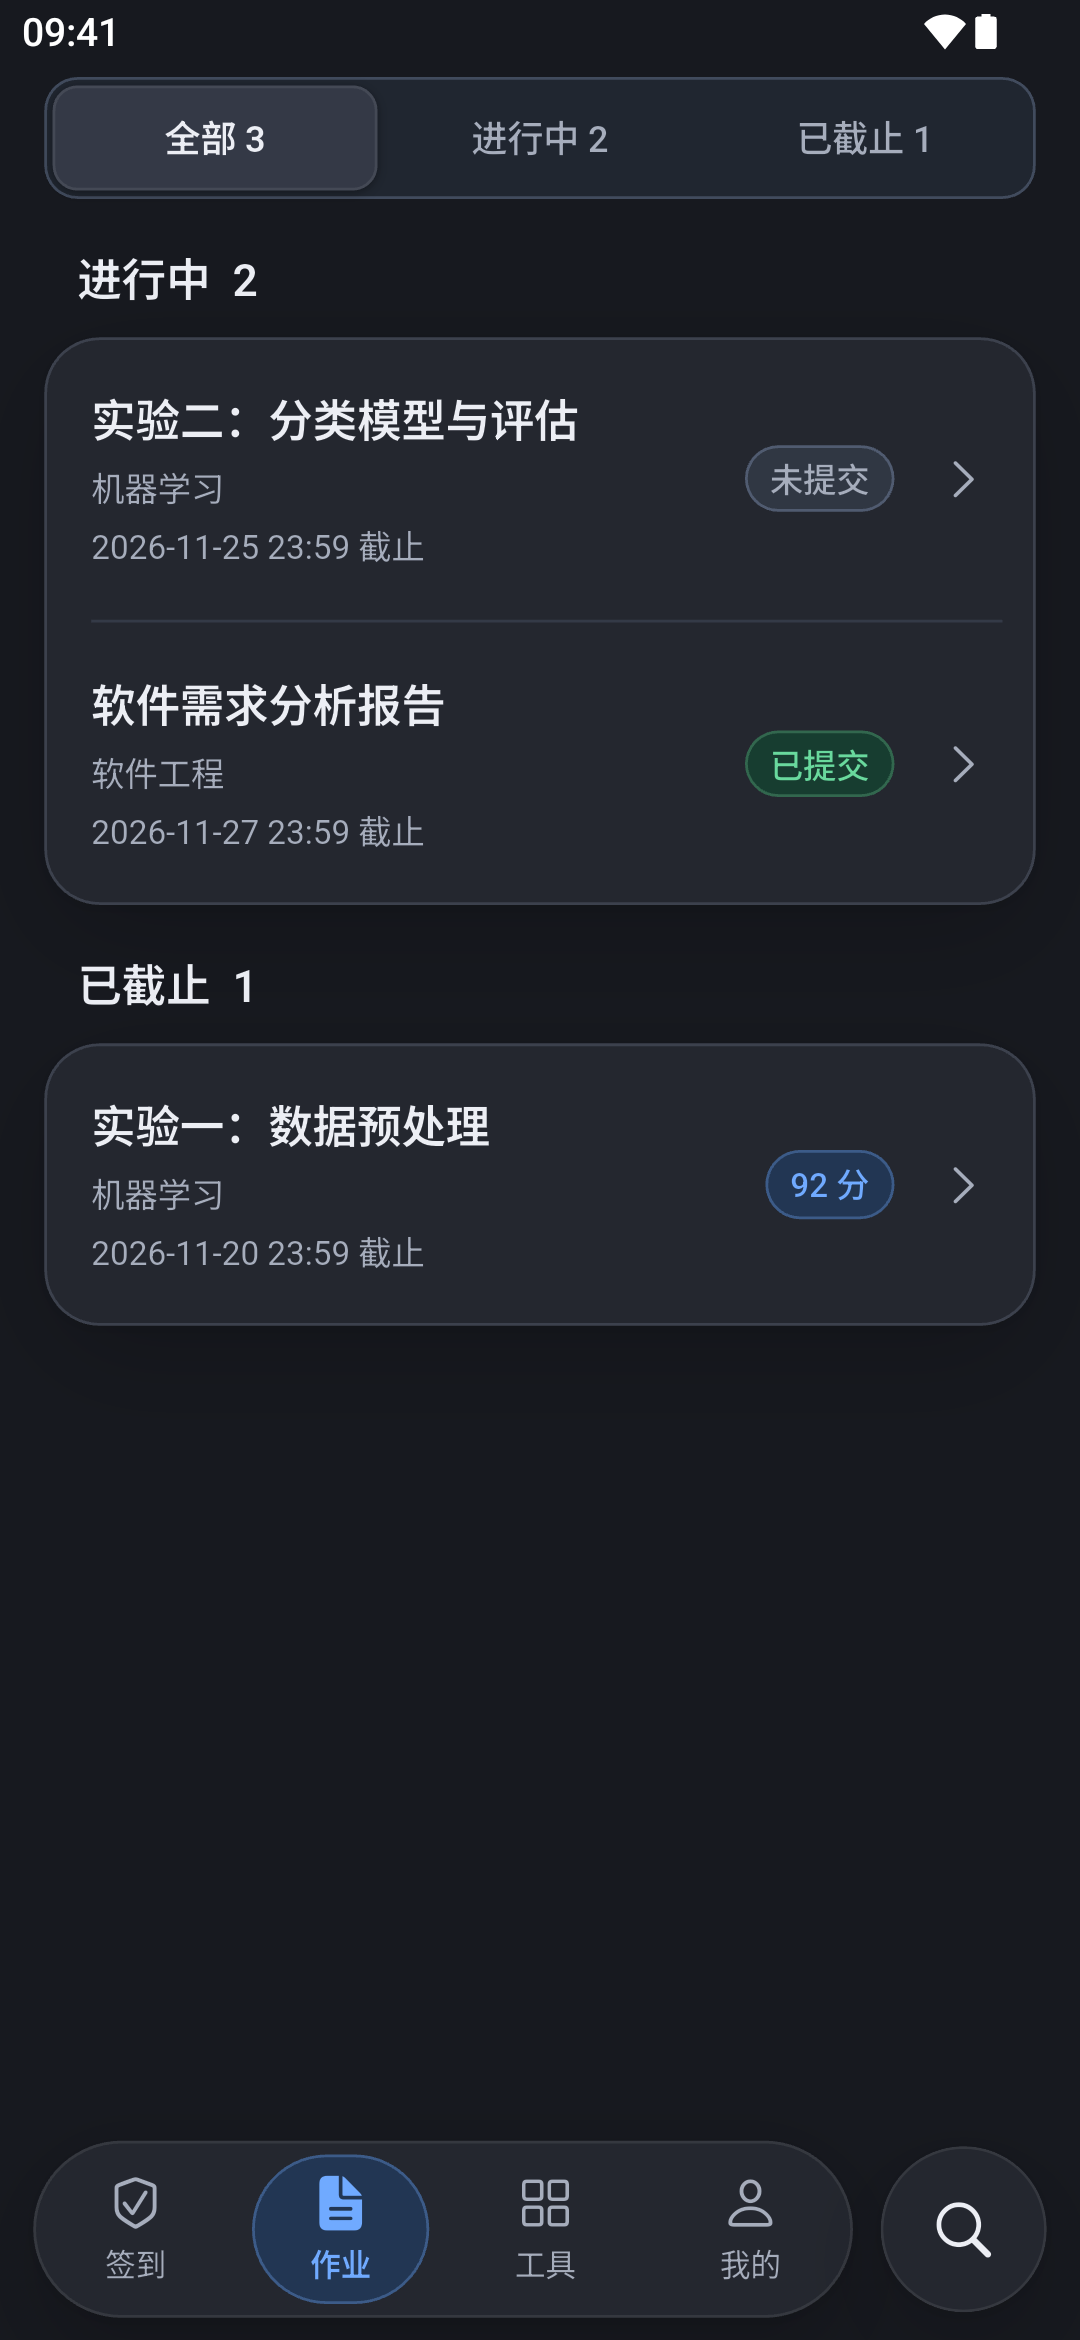 09:41
全部 3
进行中 2
已截止 1
进行中 2
实验二：分类模型与评估
机器学习
2026-11-25 23:59 截止
未提交
软件需求分析报告
软件工程
2026-11-27 23:59 截止
已提交
已截止 1
实验一：数据预处理
机器学习
2026-11-20 23:59 截止
92 分
签到
作业
工具
我的